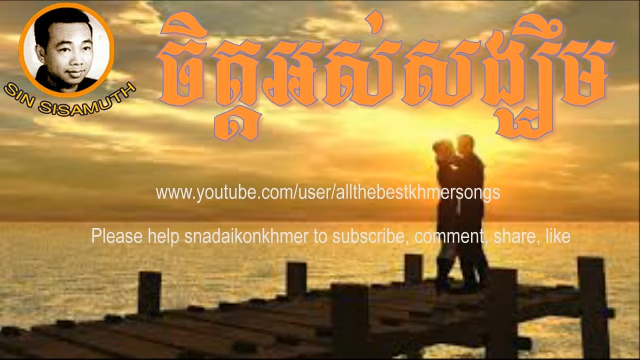 SIN SISAMUTH
ចិត្តអស់សង្ឃឹម
www.youtube.com/user/allthebestkhmersongs
Please help snadaikonkhmer to subscribe, comment, share, like